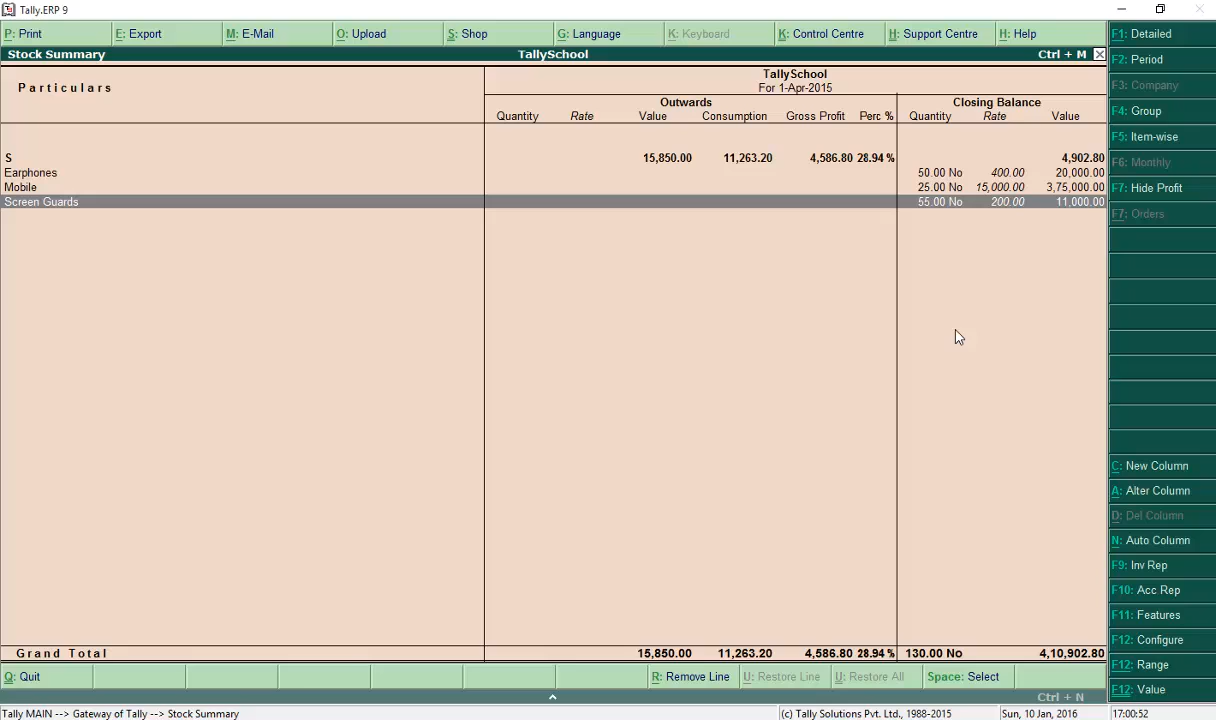 Tally.ERP 9
P: Print E: Export M: E-Mail O: Upload S: Shop G: Language K: Keyboard K: Control Centre H: Support Centre H: Help
Stock Summary TallySchool Ctrl + M
Particulars
TallySchool
For 1-Apr-2015
Outwards Closing Balance
Quantity Rate Value Consumption Gross Profit Perc % Quantity Rate Value
S 15,850.00 11,263.20 4,586.80 28.94 % 4,902.80
Earphones 50.00 No 400.00 20,000.00
Mobile 25.00 No 15,000.00 3,75,000.00
Screen Guards 55.00 No 200.00 11,000.00
Grand Total 15,850.00 11,263.20 4,586.80 28.94 % 130.00 No 4,10,902.80
F1: Detailed
F2: Period
F3: Company
F4: Group
F5: Item-wise
F6: Monthly
F7: Hide Profit
F7: Orders
C: New Column
A: Alter Column
D: Del Column
N: Auto Column
F9: Inv Rep
F10: Acc Rep
F11: Features
F12: Configure
F12: Range
F12: Value
Q: Quit R: Remove Line U: Restore Line U: Restore All Space: Select
Ctrl + N
Tally MAIN --> Gateway of Tally --> Stock Summary (c) Tally Solutions Pvt. Ltd., 1988-2015 Sun, 10 Jan, 2016 17:00:52